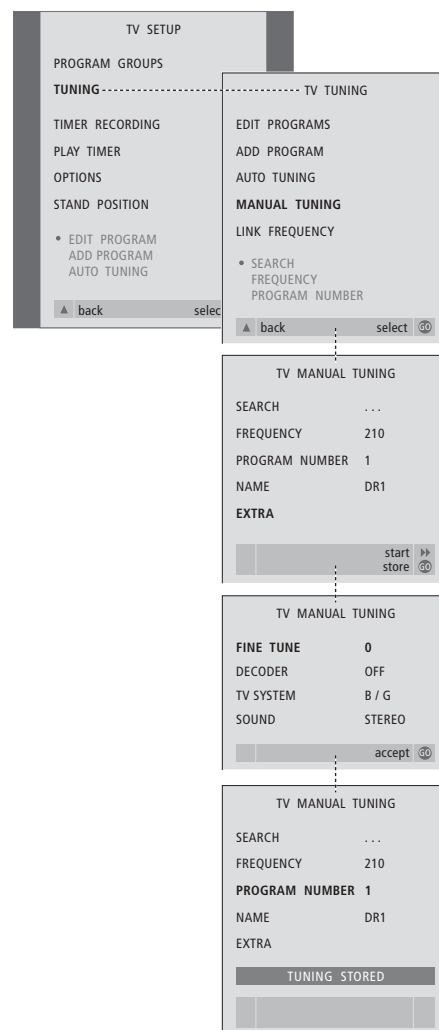 TV SETUP
PROGRAM GROUPS
TUNING
TIMER RECORDING
PLAY TIMER
OPTIONS
STAND POSITION
• EDIT PROGRAM
ADD PROGRAM
AUTO TUNING
▲ back selec
TV TUNING
EDIT PROGRAMS
ADD PROGRAM
AUTO TUNING
MANUAL TUNING
LINK FREQUENCY
• SEARCH
FREQUENCY
PROGRAM NUMBER
▲ back select GO
TV MANUAL TUNING
SEARCH . . .
FREQUENCY 210
PROGRAM NUMBER 1
NAME DR1
EXTRA
start ▸▸
store GO
TV MANUAL TUNING
FINE TUNE 0
DECODER OFF
TV SYSTEM B / G
SOUND STEREO
accept GO
TV MANUAL TUNING
SEARCH . . .
FREQUENCY 210
PROGRAM NUMBER 1
NAME DR1
EXTRA
TUNING STORED